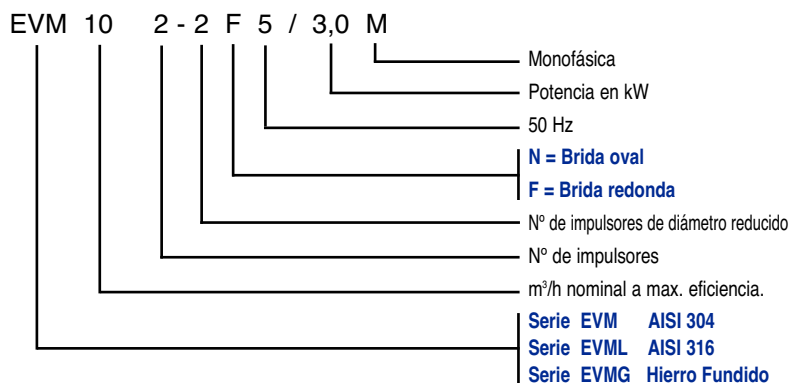 EVM 10 2 - 2 F 5 / 3,0 M
Monofásica
Potencia en kW
50 Hz
N = Brida oval
F = Brida redonda
Nº de impulsores de diámetro reducido
Nº de impulsores
m³/h nominal a max. eficiencia.
Serie EVM AISI 304
Serie EVML AISI 316
Serie EVMG Hierro Fundido